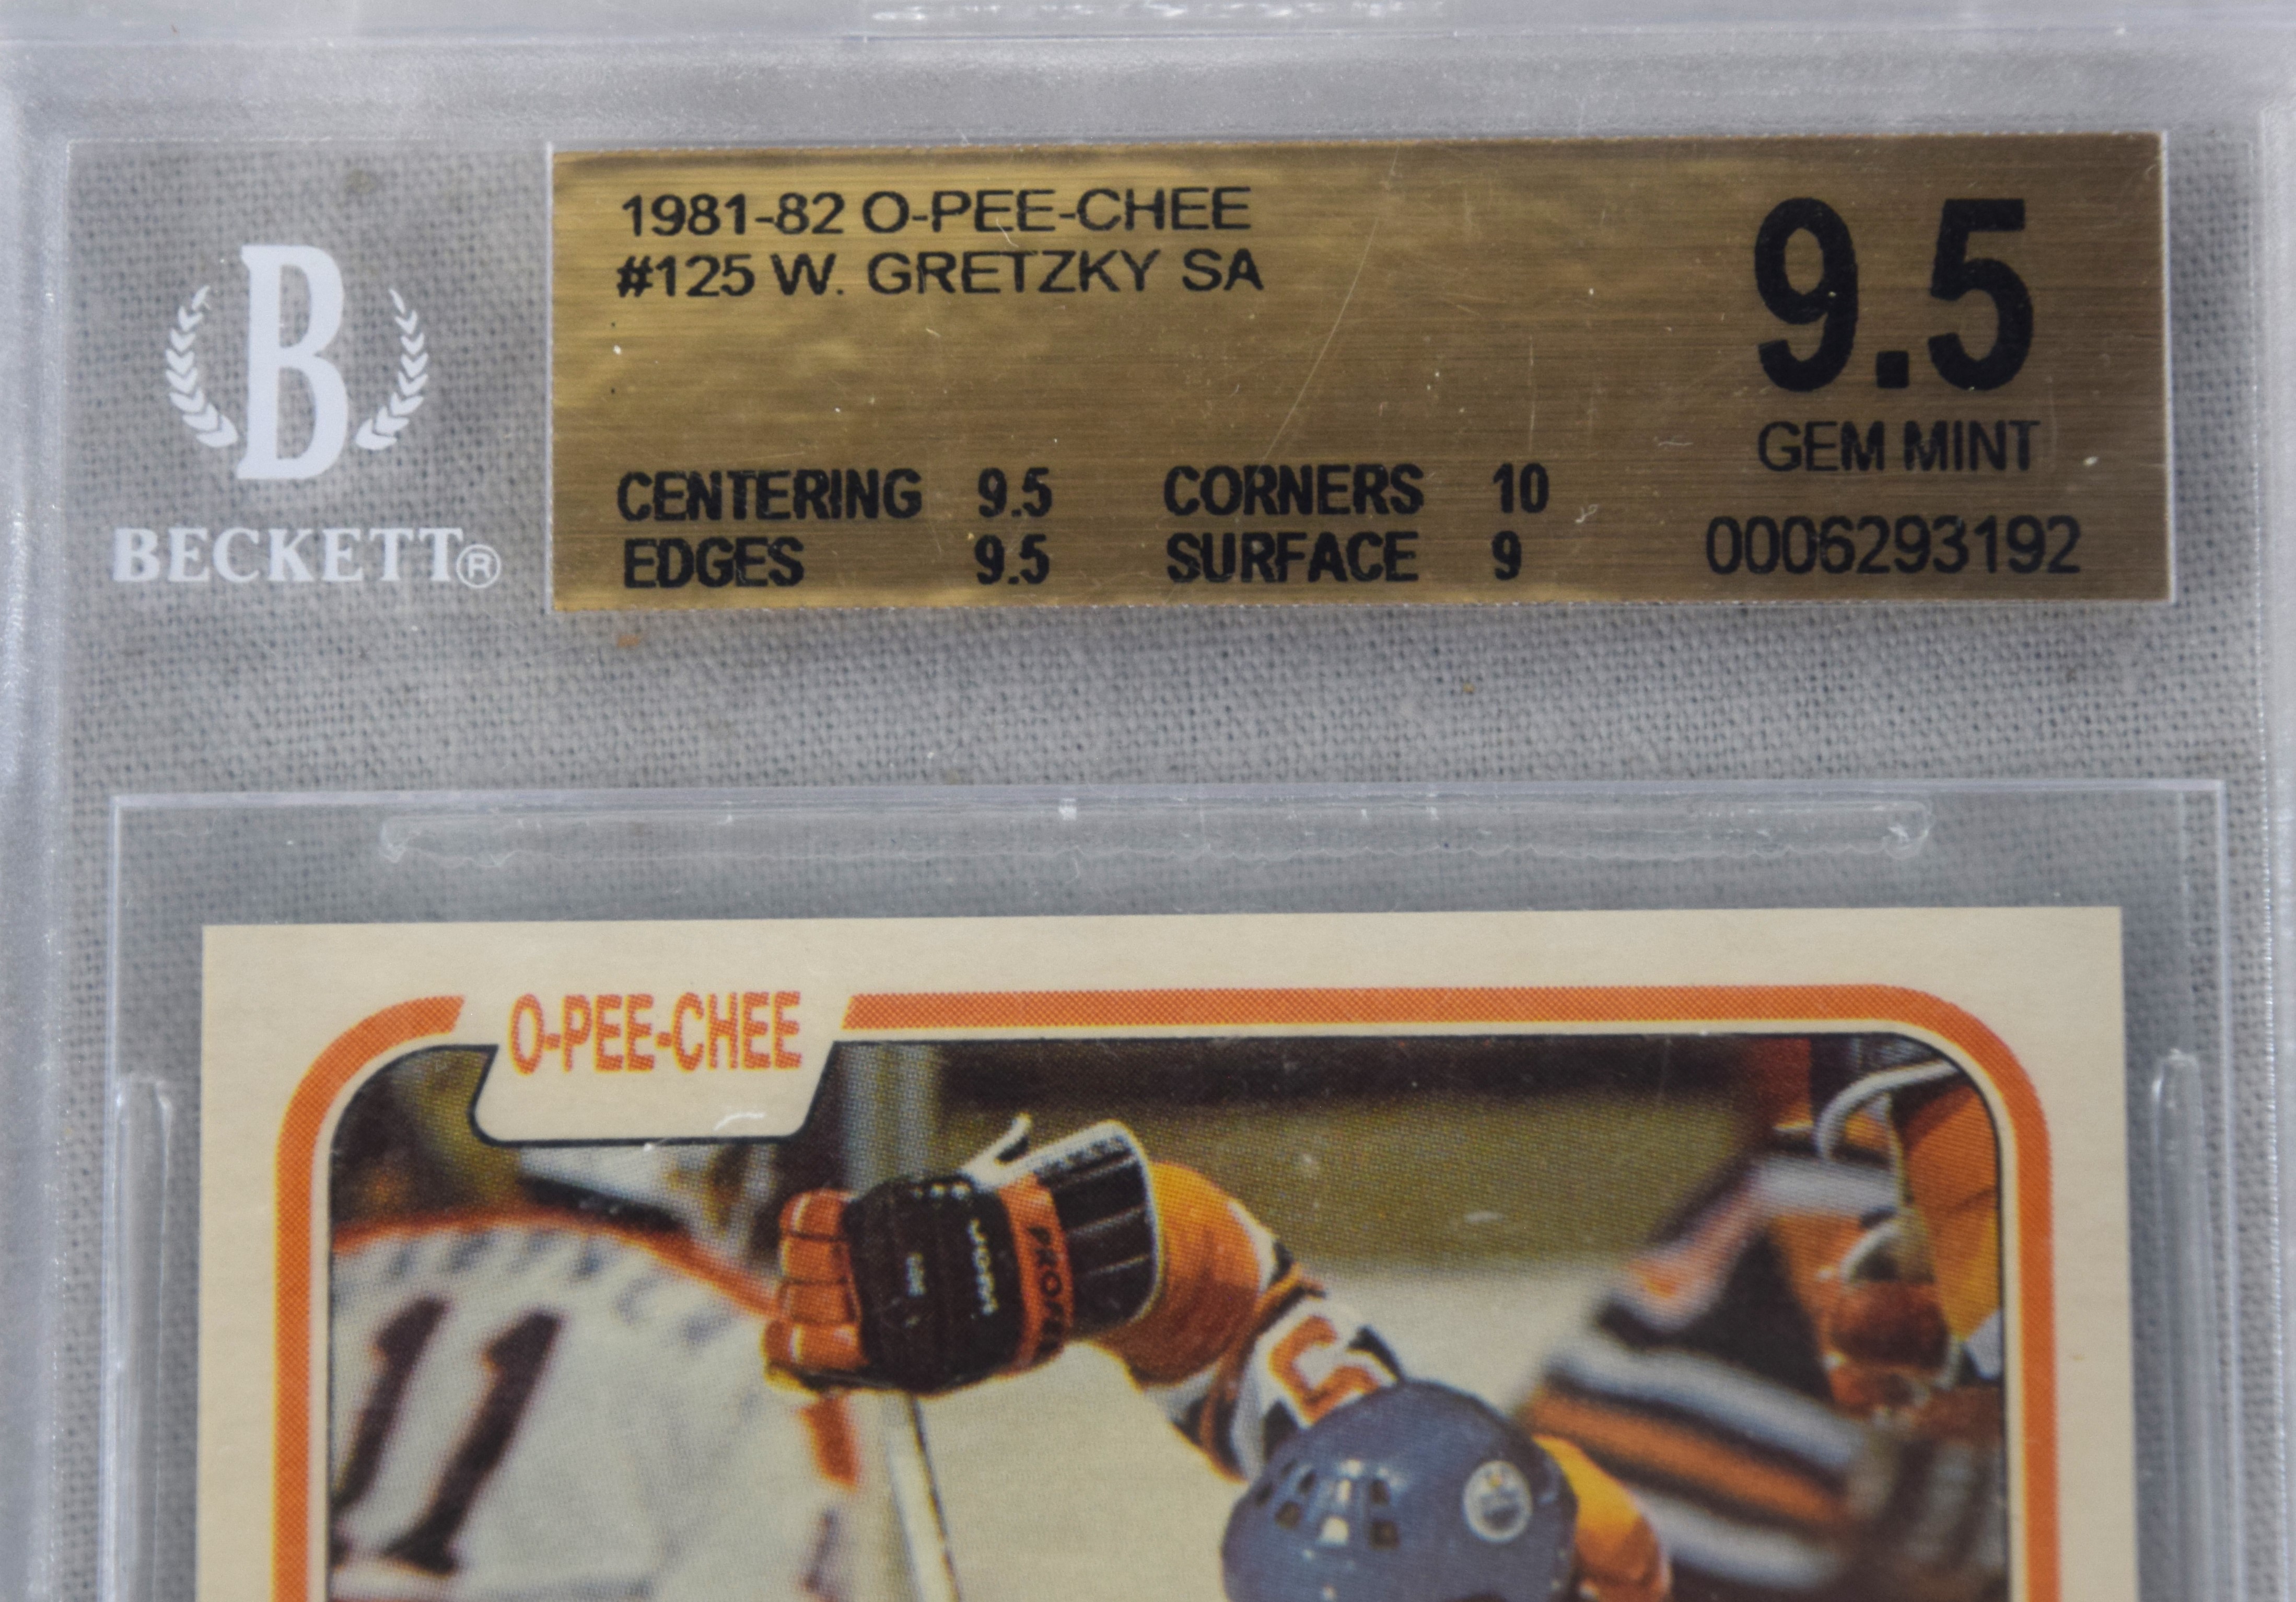 1981-82 O-PEE-CHEE
#125 W. GRETZKY SA
9.5
GEM MINT
CENTERING 9.5 CORNERS 10
EDGES 9.5 SURFACE 9
0006293192
B
BECKETT®
O-PEE-CHEE
11
5